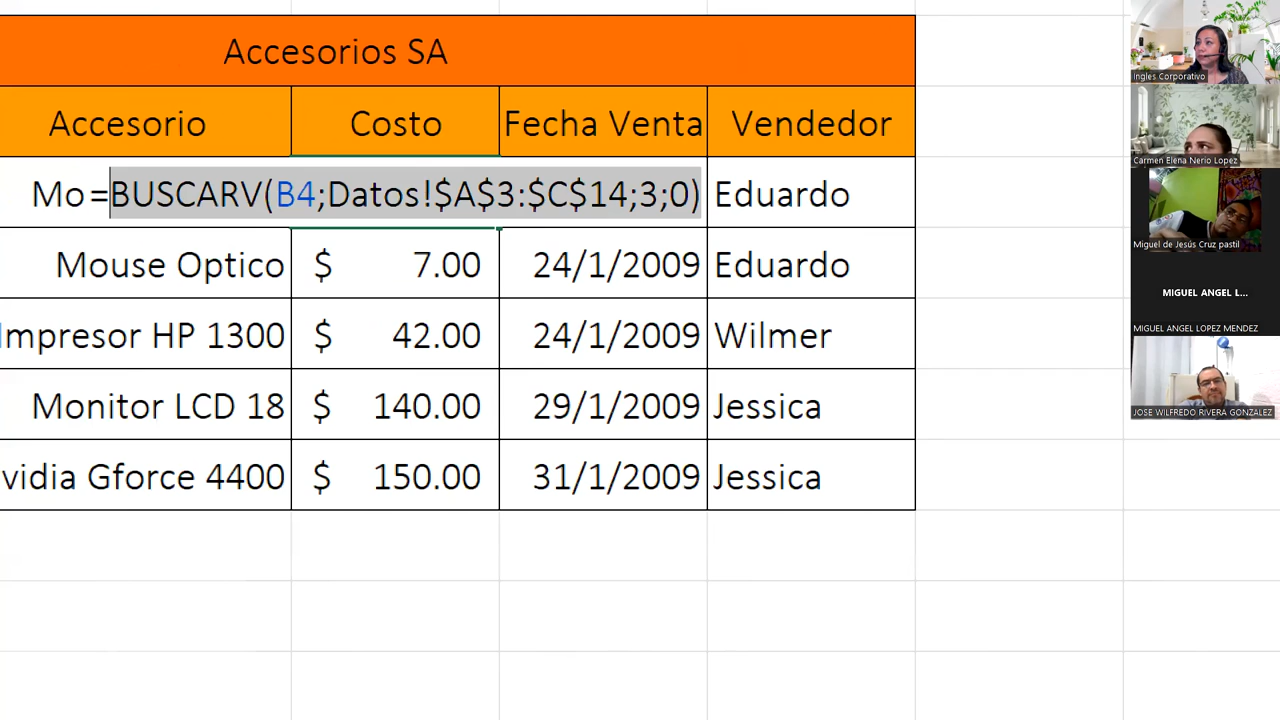 Accesorios SA
Accesorio Costo Fecha Venta Vendedor
Mo =BUSCARV(B4;Datos!$A$3:$C$14;3;0) Eduardo
Mouse Optico $ 7.00 24/1/2009 Eduardo
Impresor HP 1300 $ 42.00 24/1/2009 Wilmer
Monitor LCD 18 $ 140.00 29/1/2009 Jessica
vidia Gforce 4400 $ 150.00 31/1/2009 Jessica
Ingles Corporativo
Carmen Elena Nerio Lopez
Miguel de Jesús Cruz pastil
MIGUEL ANGEL L...
MIGUEL ANGEL LOPEZ MENDEZ
JOSE WILFREDO RIVERA GONZALEZ